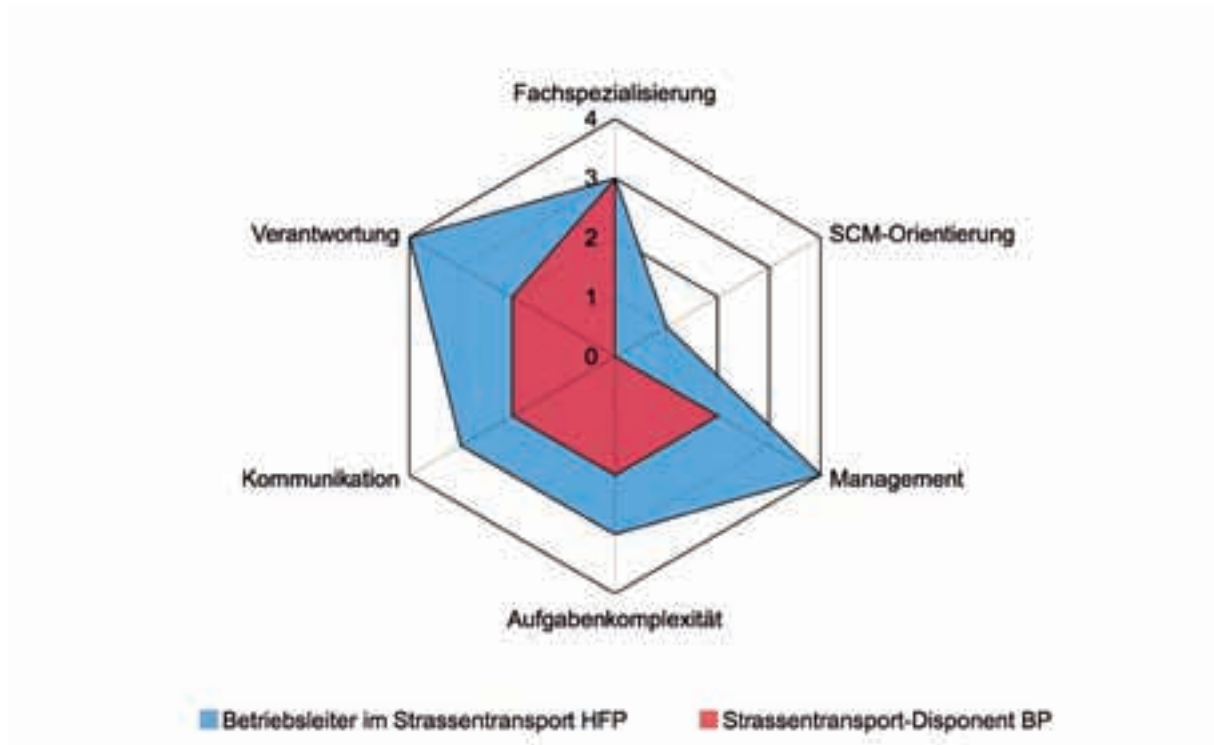 Fachspezialisierung
4
3
Verantwortung
2
SCM-Orientierung
1
0
Kommunikation
Management
Aufgabenkomplexität
Betriebsleiter im Strassentransport HFP
Strassentransport-Disponent BP